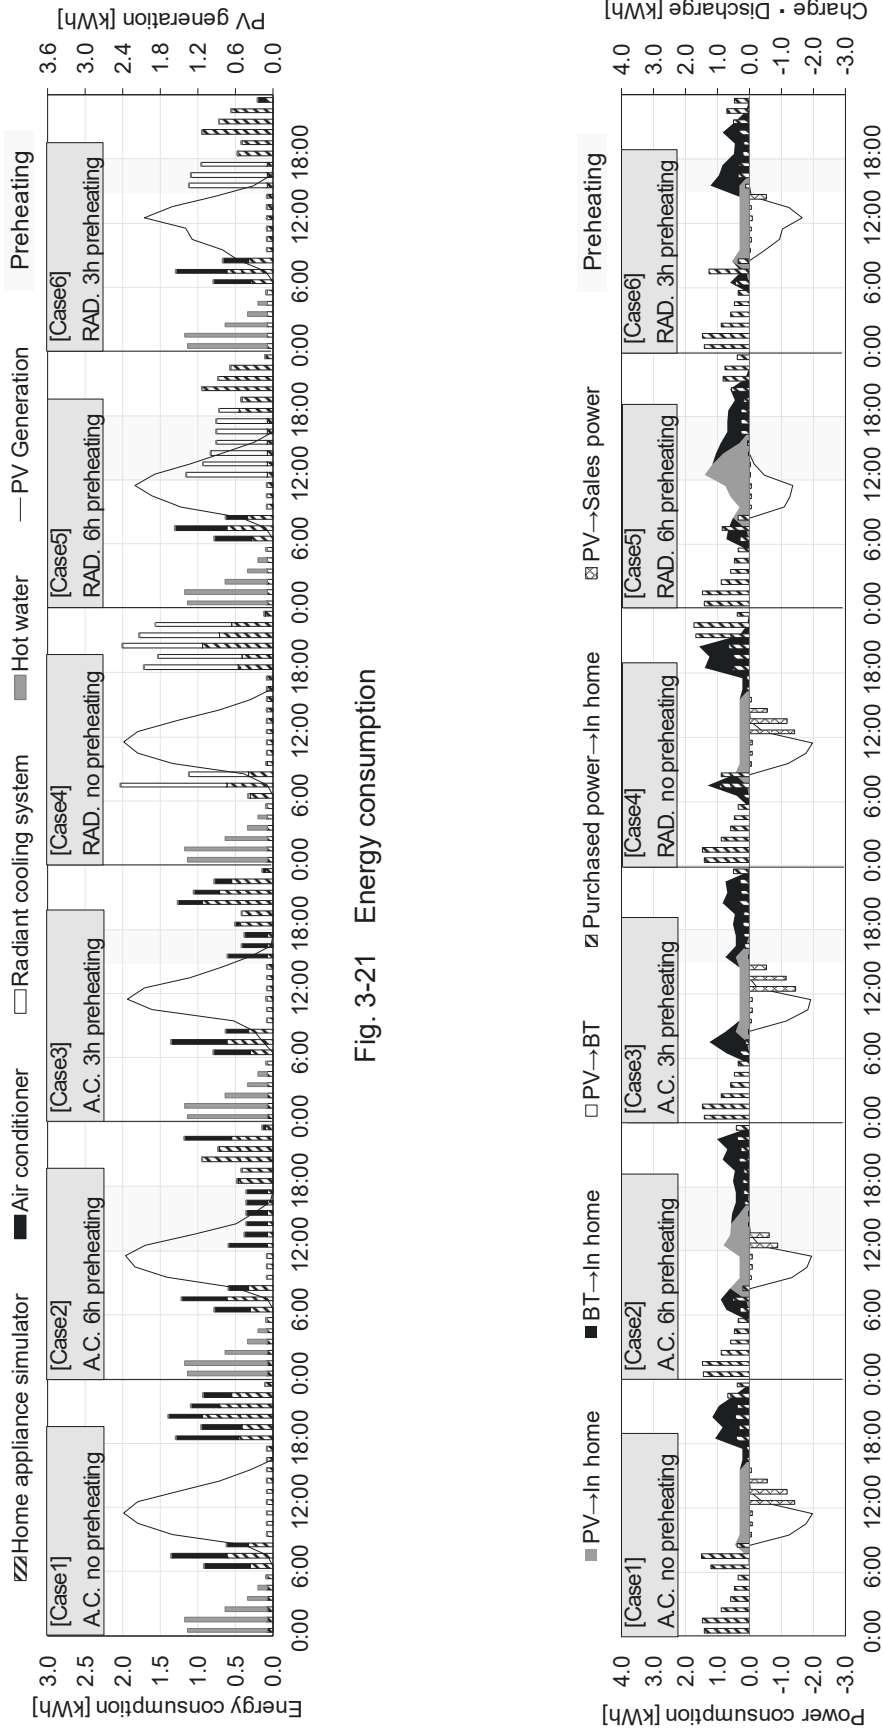 Home appliance simulator Air conditioner Radiant cooling system Hot water PV Generation Preheating
Energy consumption [kWh]
3.0
2.5
2.0
1.5
1.0
0.5
0.0
[Case1]
A.C. no preheating
[Case2]
A.C. 6h preheating
[Case3]
A.C. 3h preheating
[Case4]
RAD. no preheating
[Case5]
RAD. 6h preheating
[Case6]
RAD. 3h preheating
3.6
3.0
2.4
1.8
1.2
0.6
0.0
PV generation [kWh]
0:00 6:00 12:00 18:00 0:00 6:00 12:00 18:00 0:00 6:00 12:00 18:00 0:00 6:00 12:00 18:00 0:00 6:00 12:00 18:00 0:00 6:00 12:00 18:00
Fig. 3-21 Energy consumption
PV→In home BT→In home PV→BT Purchased power→In home PV→Sales power Preheating
Power consumption [kWh]
4.0
3.0
2.0
1.0
0.0
-1.0
-2.0
-3.0
[Case1]
A.C. no preheating
[Case2]
A.C. 6h preheating
[Case3]
A.C. 3h preheating
[Case4]
RAD. no preheating
[Case5]
RAD. 6h preheating
[Case6]
RAD. 3h preheating
4.0
3.0
2.0
1.0
0.0
-1.0
-2.0
-3.0
Charge・Discharge [kWh]
0:00 6:00 12:00 18:00 0:00 6:00 12:00 18:00 0:00 6:00 12:00 18:00 0:00 6:00 12:00 18:00 0:00 6:00 12:00 18:00 0:00 6:00 12:00 18:00